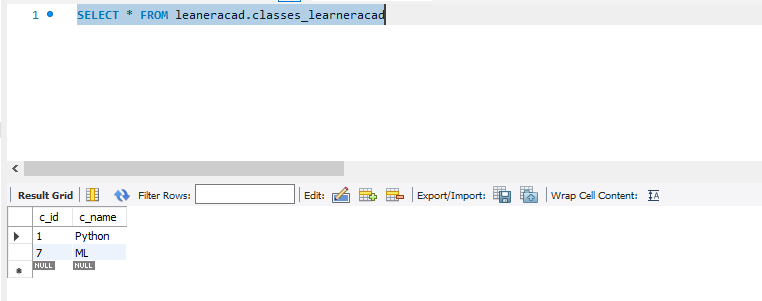 1 SELECT * FROM leaneracad.classes_learneracad
Result Grid Filter Rows: Edit: Export/Import: Wrap Cell Content:
c_id c_name
1 Python
7 ML
NULL NULL